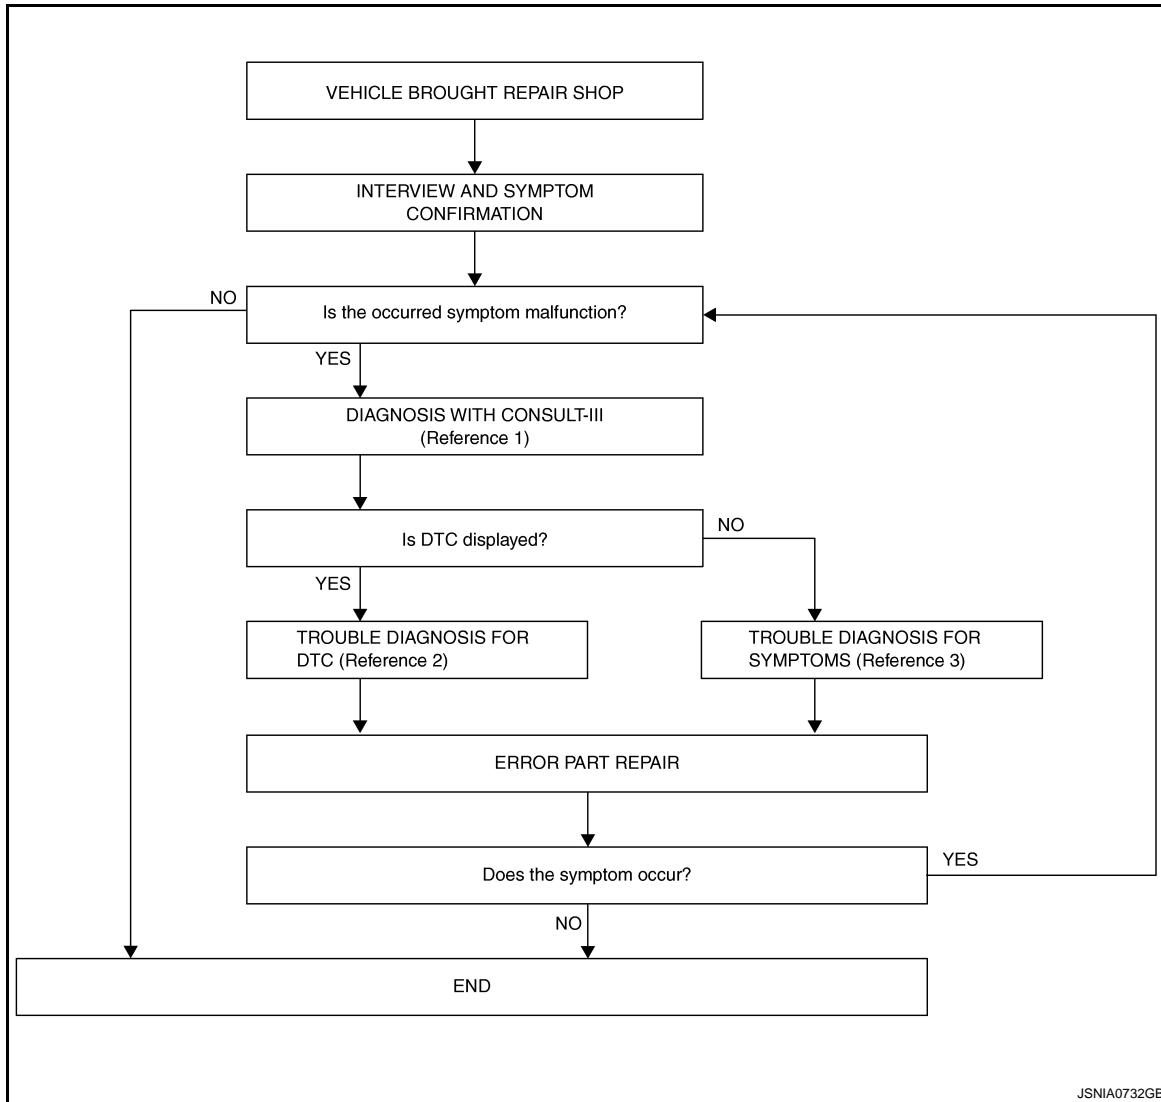 VEHICLE BROUGHT REPAIR SHOP
INTERVIEW AND SYMPTOM
CONFIRMATION
NO
Is the occurred symptom malfunction?
YES
DIAGNOSIS WITH CONSULT-III
(Reference 1)
Is DTC displayed?
NO
YES
TROUBLE DIAGNOSIS FOR
DTC (Reference 2)
TROUBLE DIAGNOSIS FOR
SYMPTOMS (Reference 3)
ERROR PART REPAIR
Does the symptom occur?
YES
NO
END
JSNIA0732GB